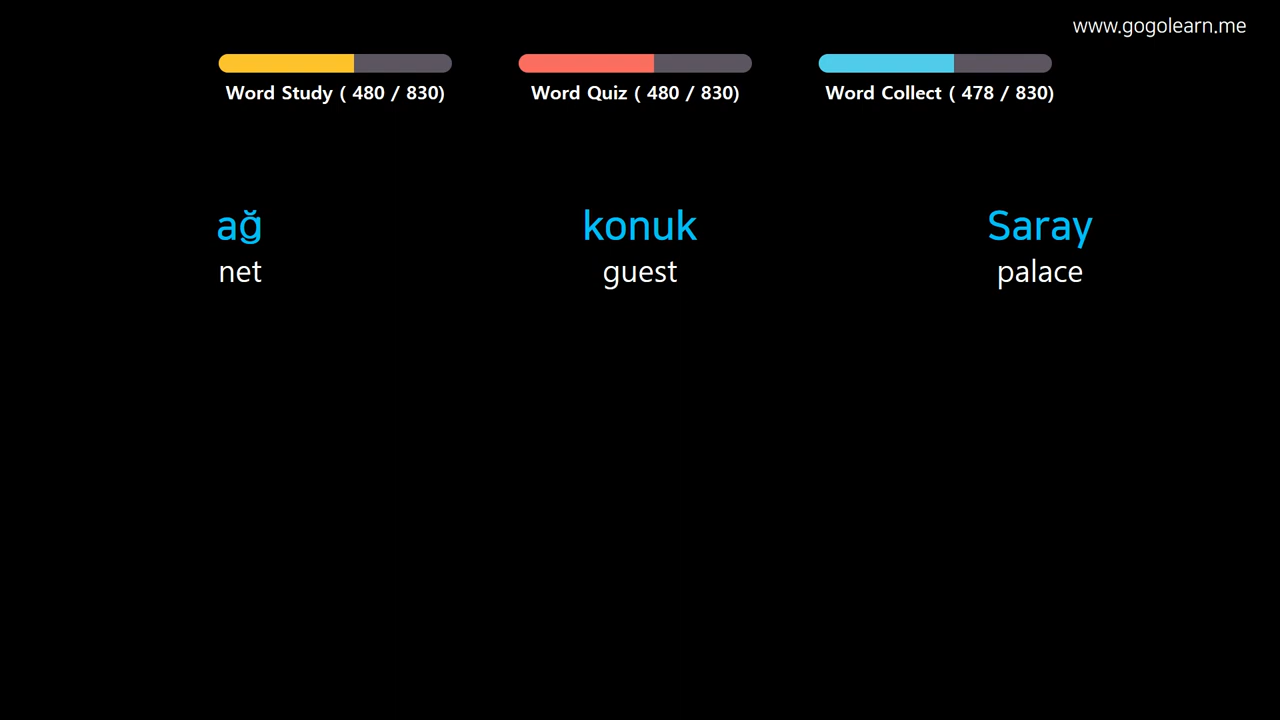 www.gogolearn.me
Word Study ( 480 / 830)
Word Quiz ( 480 / 830)
Word Collect ( 478 / 830)
ağ
konuk
Saray
net
guest
palace